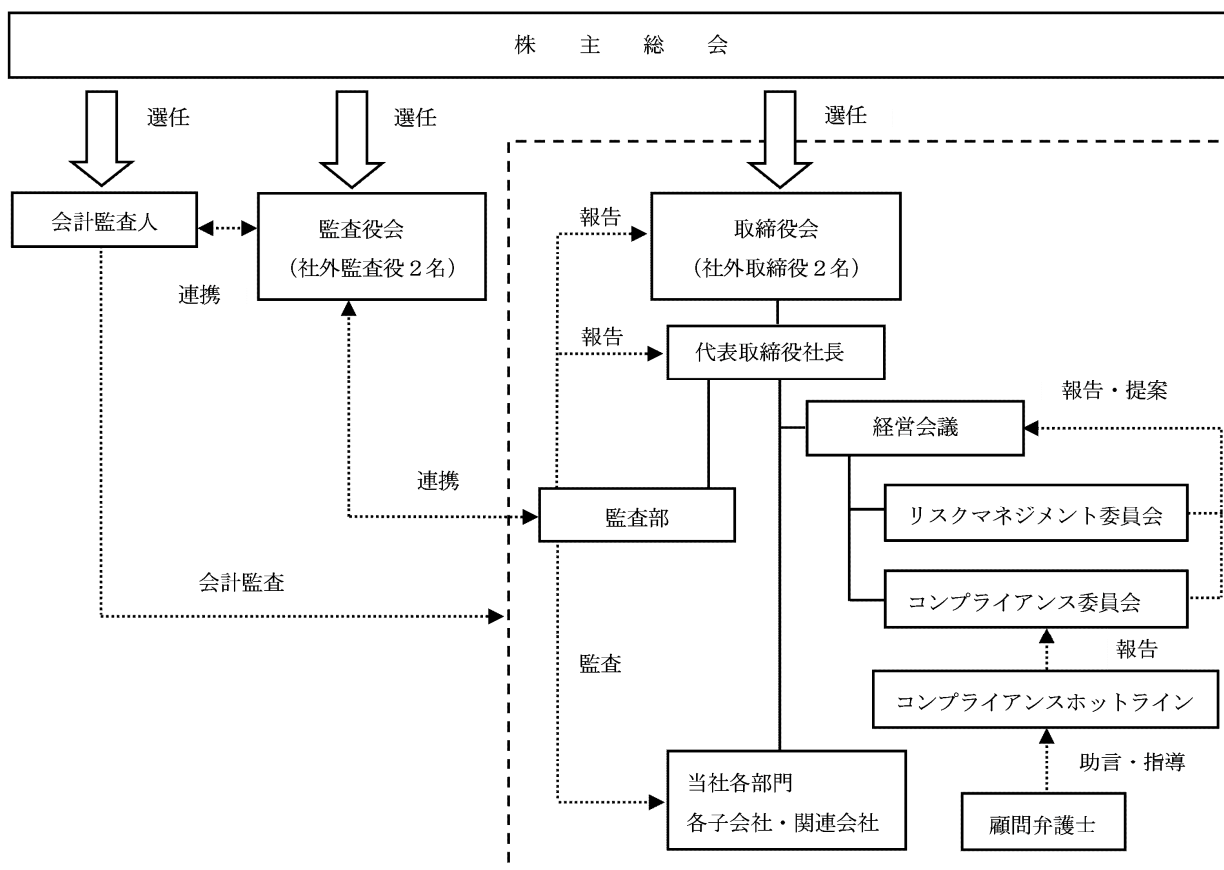 株主総会
選任
選任
選任
会計監査人
監査役会
（社外監査役２名）
連携
報告
取締役会
（社外取締役２名）
報告
代表取締役社長
報告・提案
経営会議
連携
監査部
リスクマネジメント委員会
会計監査
コンプライアンス委員会
監査
報告
コンプライアンスホットライン
助言・指導
当社各部門
各子会社・関連会社
顧問弁護士